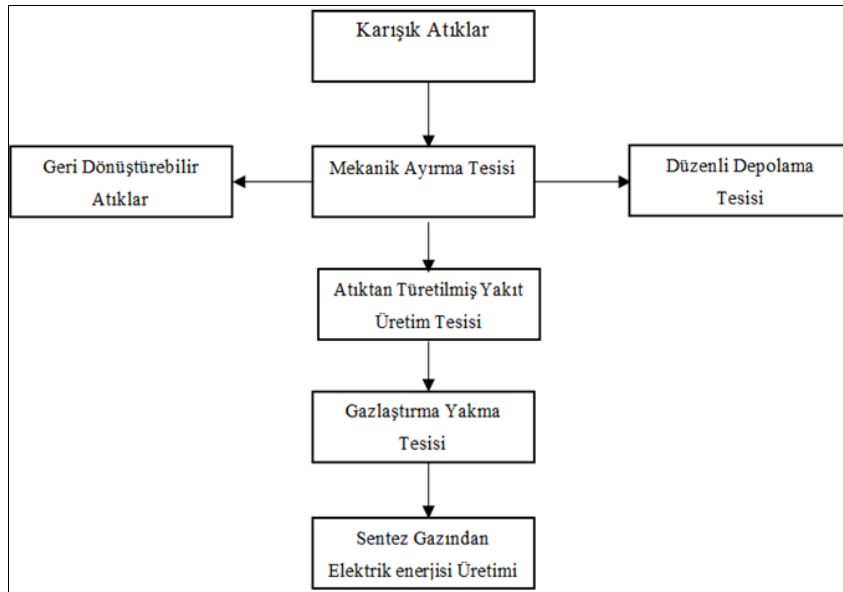 Karışık Atıklar
Geri Dönüştürebilir
Atıklar
Mekanik Ayırma Tesisi
Düzenli Depolama
Tesisi
Atıktan Türetilmiş Yakıt
Üretim Tesisi
Gazlaştırma Yakma
Tesisi
Sentez Gazından
Elektrik enerjisi Üretimi